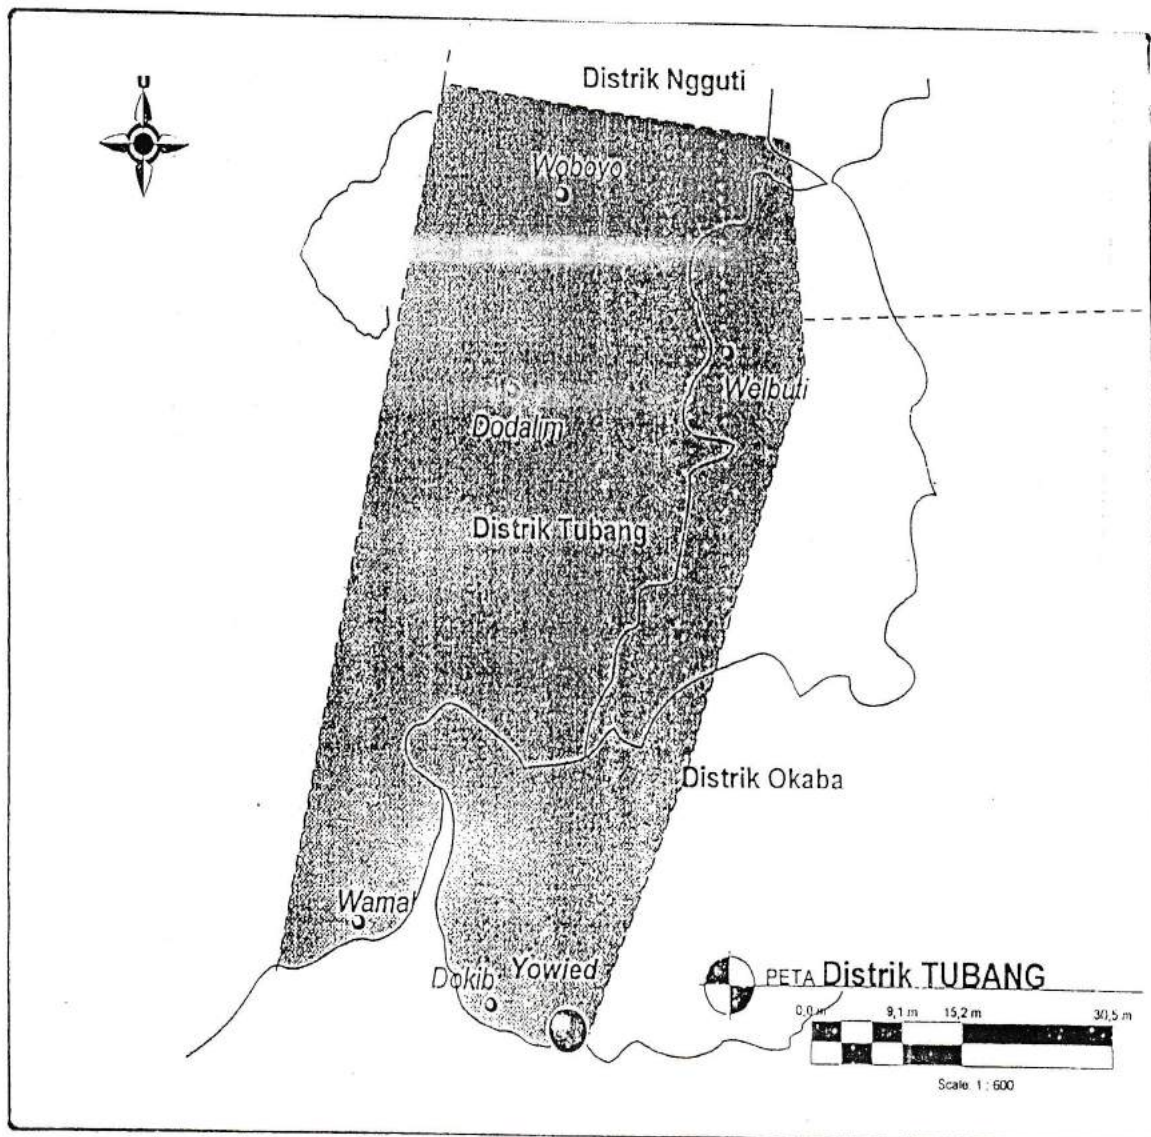 U
Distrik Ngguti
Woboyo
Welbuti
Dodalim
Distrik Tubang
Distrik Okaba
Wamal
Dokib
Yowied
PETA Distrik TUBANG
0,0 m 9,1 m 15,2 m 30,5 m
Scale: 1 : 600